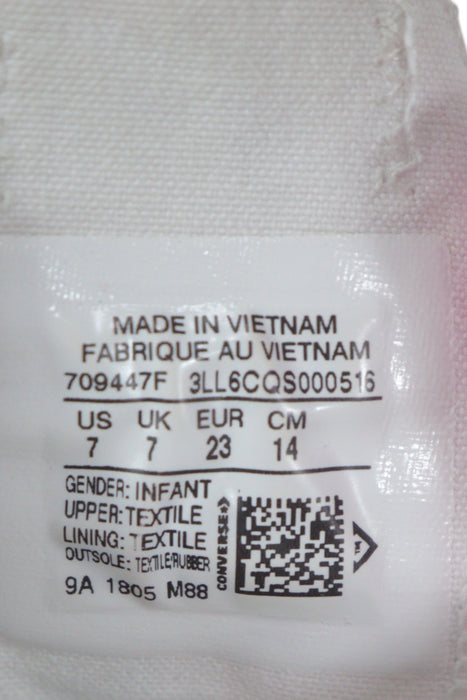 MADE IN VIETNAM
FABRIQUE AU VIETNAM
709447F 3LL6CQS000516
US UK EUR CM
7 7 23 14
GENDER: INFANT
UPPER: TEXTILE
LINING: TEXTILE
OUTSOLE: TEXTILE/RUBBER
9A 1805 M88
CONVERSE
TM